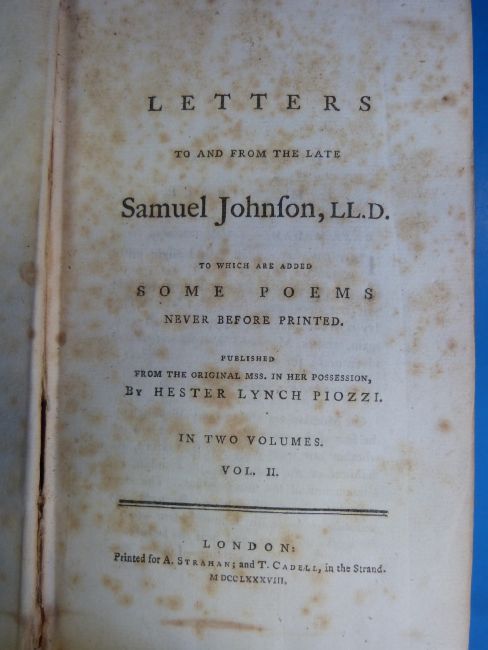 LETTERS
TO AND FROM THE LATE
Samuel Johnſon, LL.D.
TO WHICH ARE ADDED
SOME POEMS
NEVER BEFORE PRINTED.
PUBLISHED
FROM THE ORIGINAL MSS. IN HER POSSESSION,
By HESTER LYNCH PIOZZI.
IN TWO VOLUMES.
VOL. II.
LONDON:
Printed for A. STRAHAN; and T. CADELL, in the Strand.
MDCCLXXXVIII.